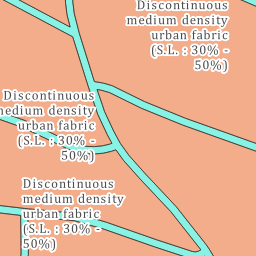 Discontinuous
medium density
urban fabric
(S.L. : 30% -
50%)
Discontinuous
medium density
urban fabric
(S.L. : 30% -
50%)
Discontinuous
medium density
urban fabric
(S.L. : 30% -
50%)